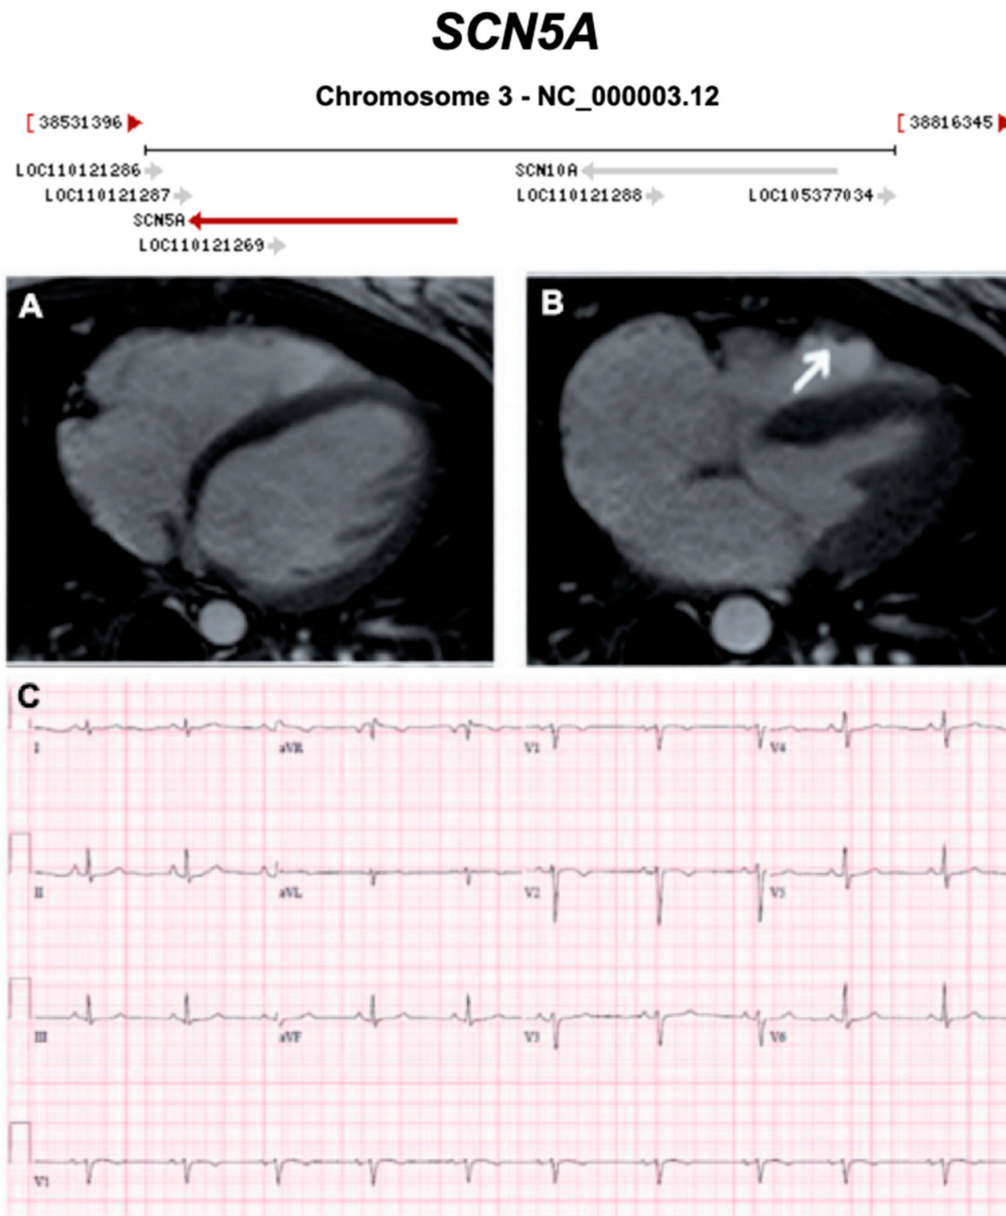 SCN5A
Chromosome 3 - NC_000003.12
[ 38531396
[ 38816345
LOC110121286
SCN10A
LOC110121287
LOC110121288
LOC105377034
SCN5A
LOC110121269
A
B
C
I
aVR
V1
V4
II
aVL
V2
V5
III
aVF
V3
V6
V1